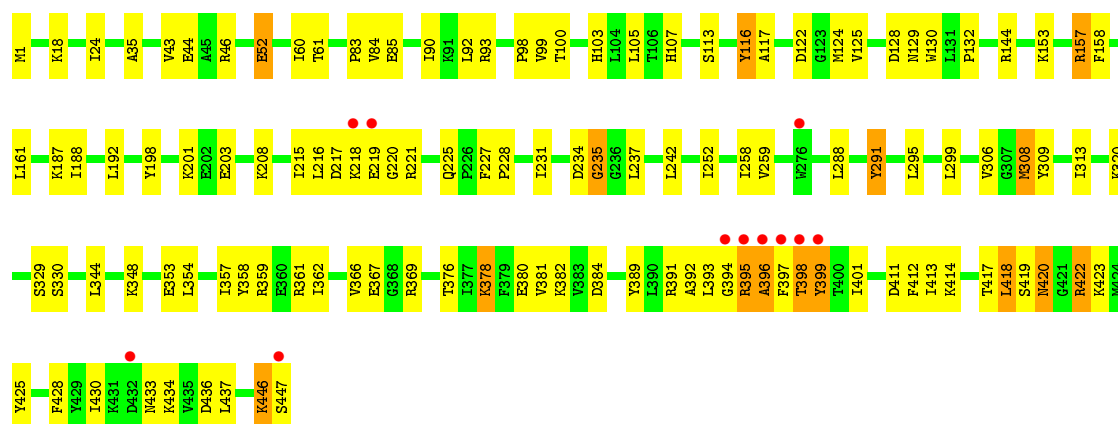 M1 K18 I24 A35 V43 E44 A45 R46 E52 I60 T61 P83 V84 E85 I90 K91 L92 R93 P98 V99 T100 H103 L104 L105 T106 H107 S113 Y116 A117 D122 G123 M124 V125 D128 N129 W130 L131 P132 R144 K153 R157 F158
L161 K187 I188 L192 Y198 K201 E202 E203 K208 I215 L216 D217 K218 E219 G220 R221 Q225 P226 F227 P228 I231 D234 G235 G236 L237 L242 I252 I258 V259 W276 L288 Y291 L295 L299 V306 G307 M308 Y309 I313 K320
S329 S330 L344 K348 E353 L354 I357 Y358 R359 E360 R361 I362 V366 E367 G368 R369 T376 I377 K378 F379 E380 V381 K382 V383 D384 Y389 L390 R391 A392 L393 G394 R395 A396 F397 T398 Y399 T400 I401 D411 F412 I413 K414 T417 L418 S419 N420 G421 R422 K423 M424
Y425 F428 Y429 I430 K431 D432 N433 K434 V435 D436 L437 K446 S447